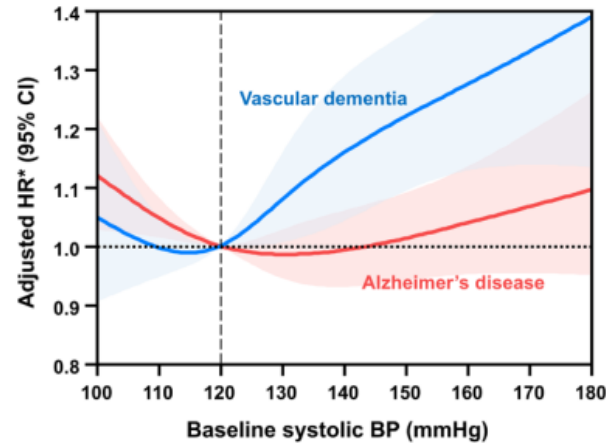 Adjusted HR* (95% CI)
1.4
1.3
1.2
1.1
1.0
0.9
0.8
Vascular dementia
Alzheimer's disease
100 110 120 130 140 150 160 170 180
Baseline systolic BP (mmHg)